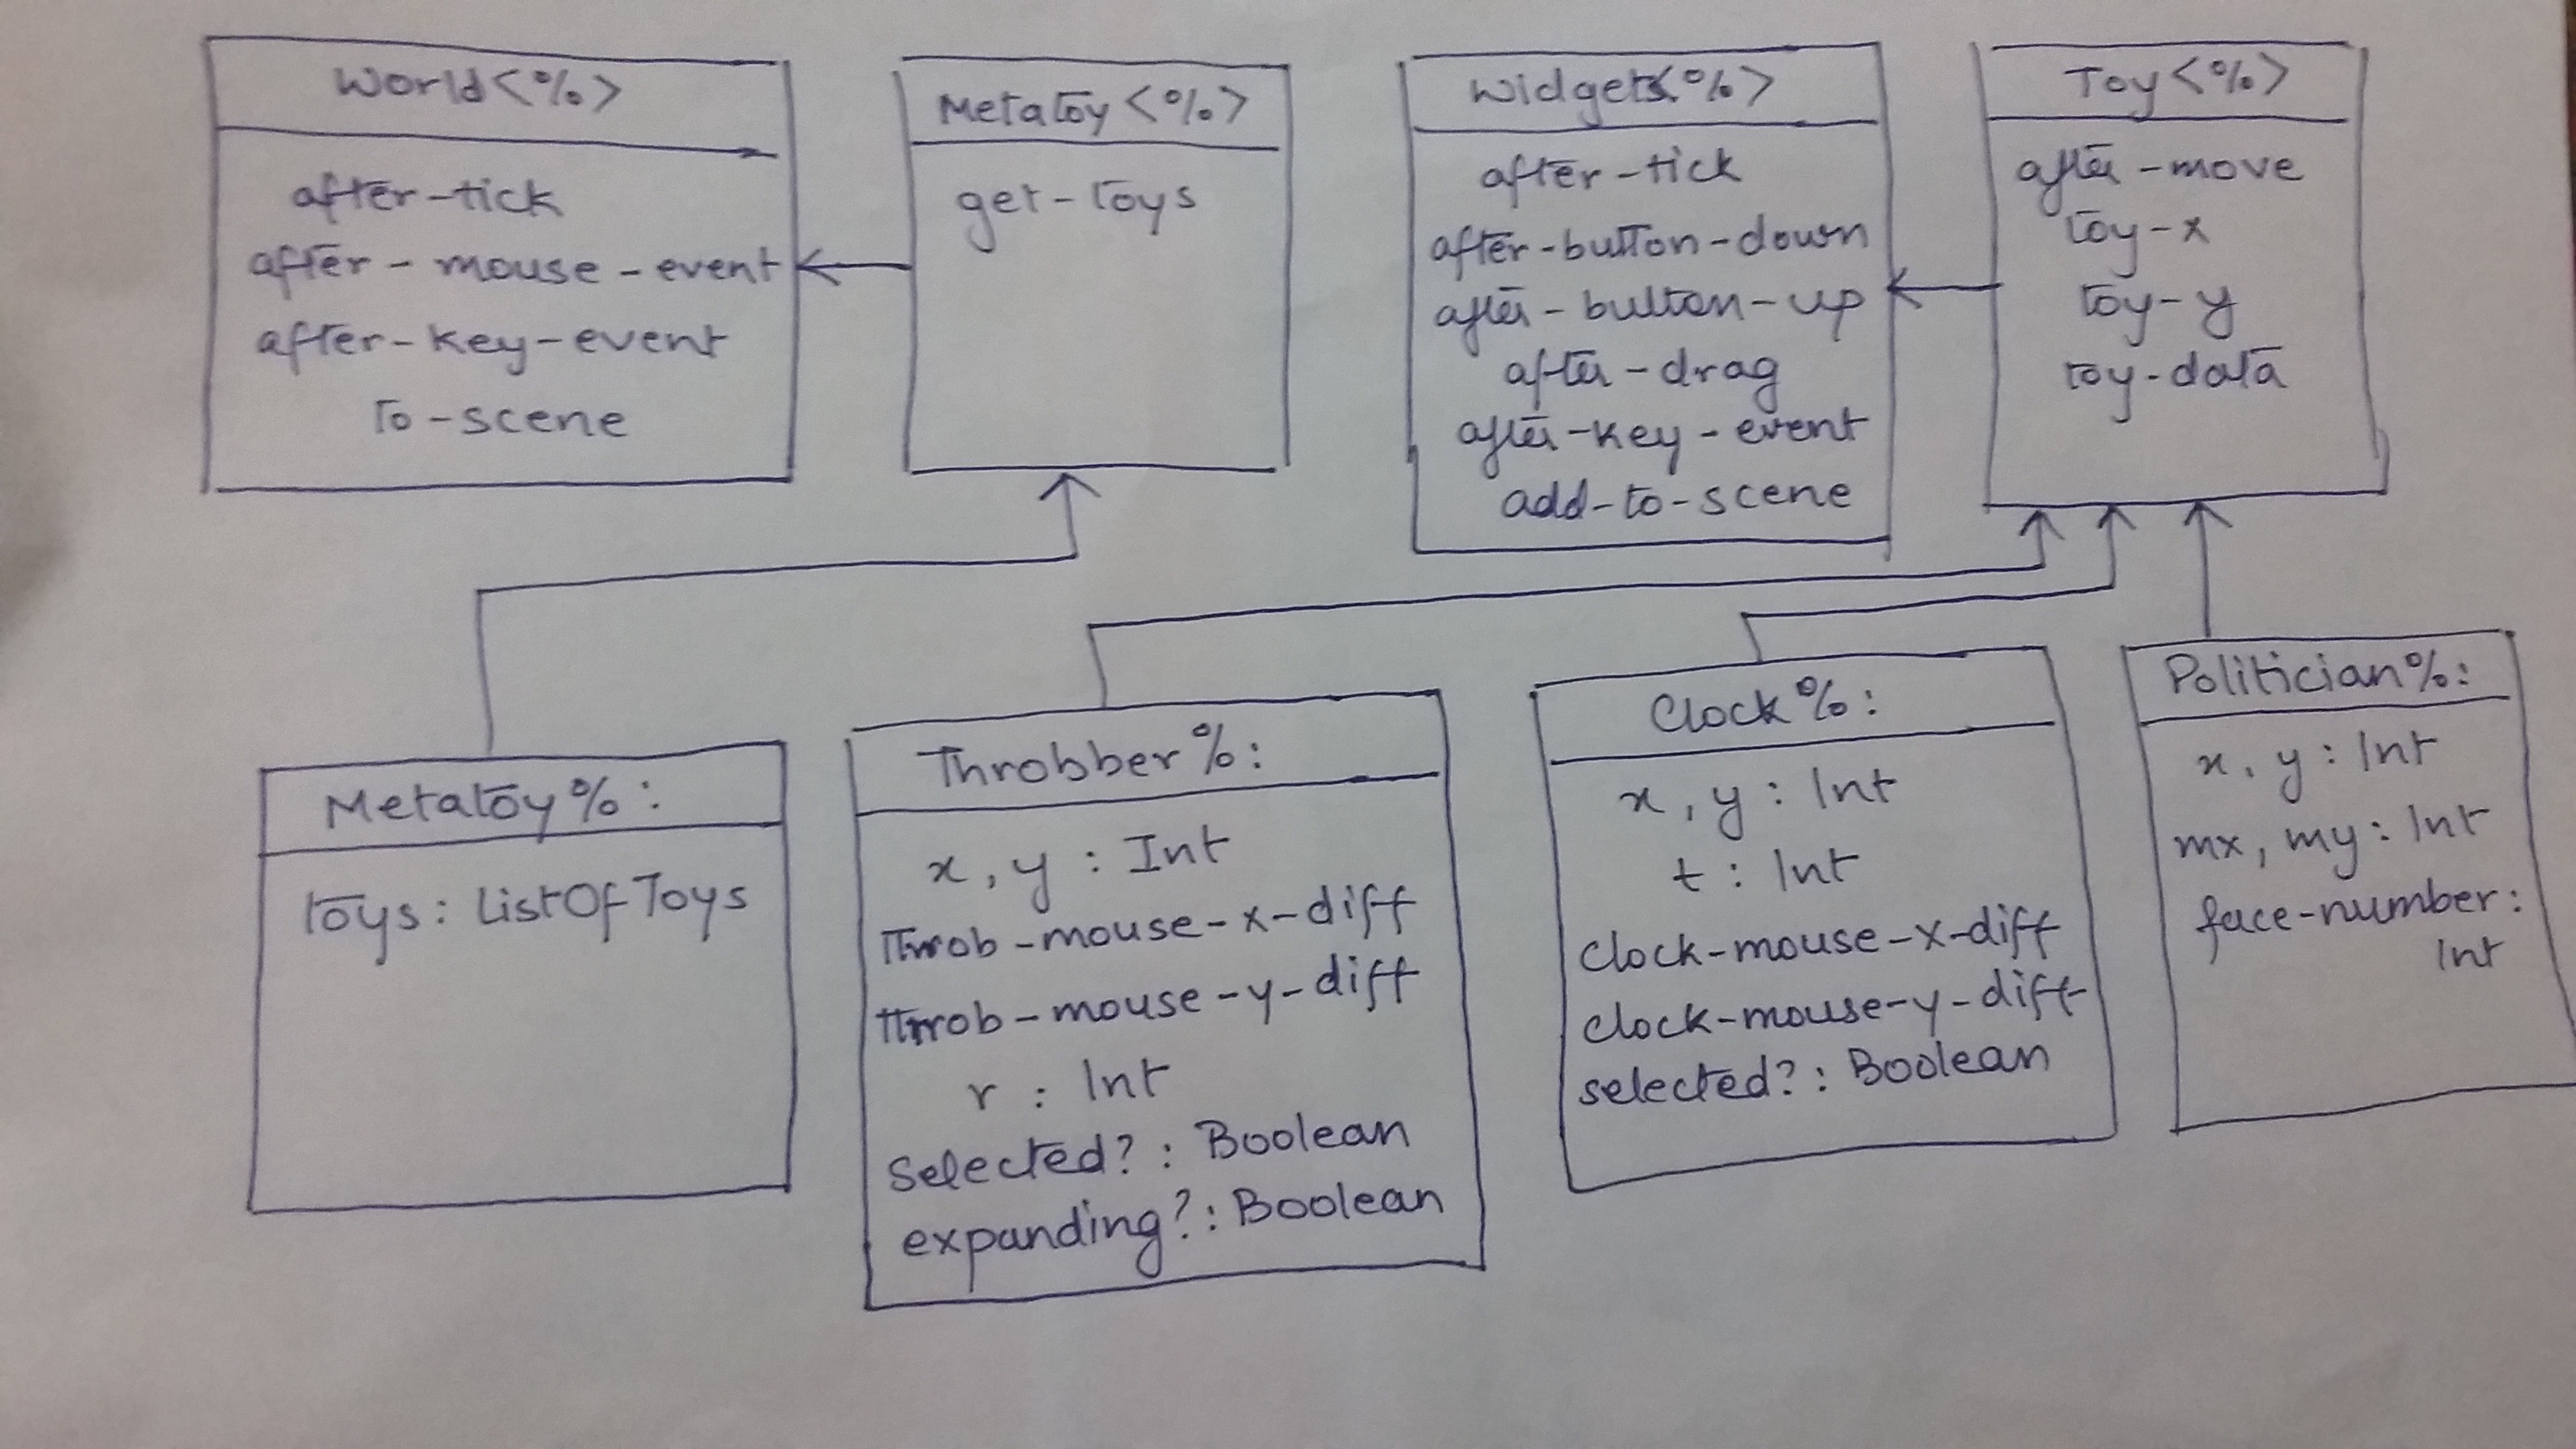 World<%>
after-tick
after-mouse-event
after-key-event
to-scene
Metatoy<%>
get-toys
Widget<%>
after-tick
after-button-down
after-button-up
after-drag
after-key-event
add-to-scene
Toy<%>
after-move
toy-x
toy-y
toy-data
Metatoy%:
toys: ListOfToys
Throbber%:
x, y: Int
Throb-mouse-x-diff
Throb-mouse-y-diff
r: Int
selected?: Boolean
expanding?: Boolean
Clock%:
x, y: Int
t: Int
clock-mouse-x-diff
clock-mouse-y-diff
selected?: Boolean
Politician%:
x, y: Int
mx, my: Int
face-number:
Int